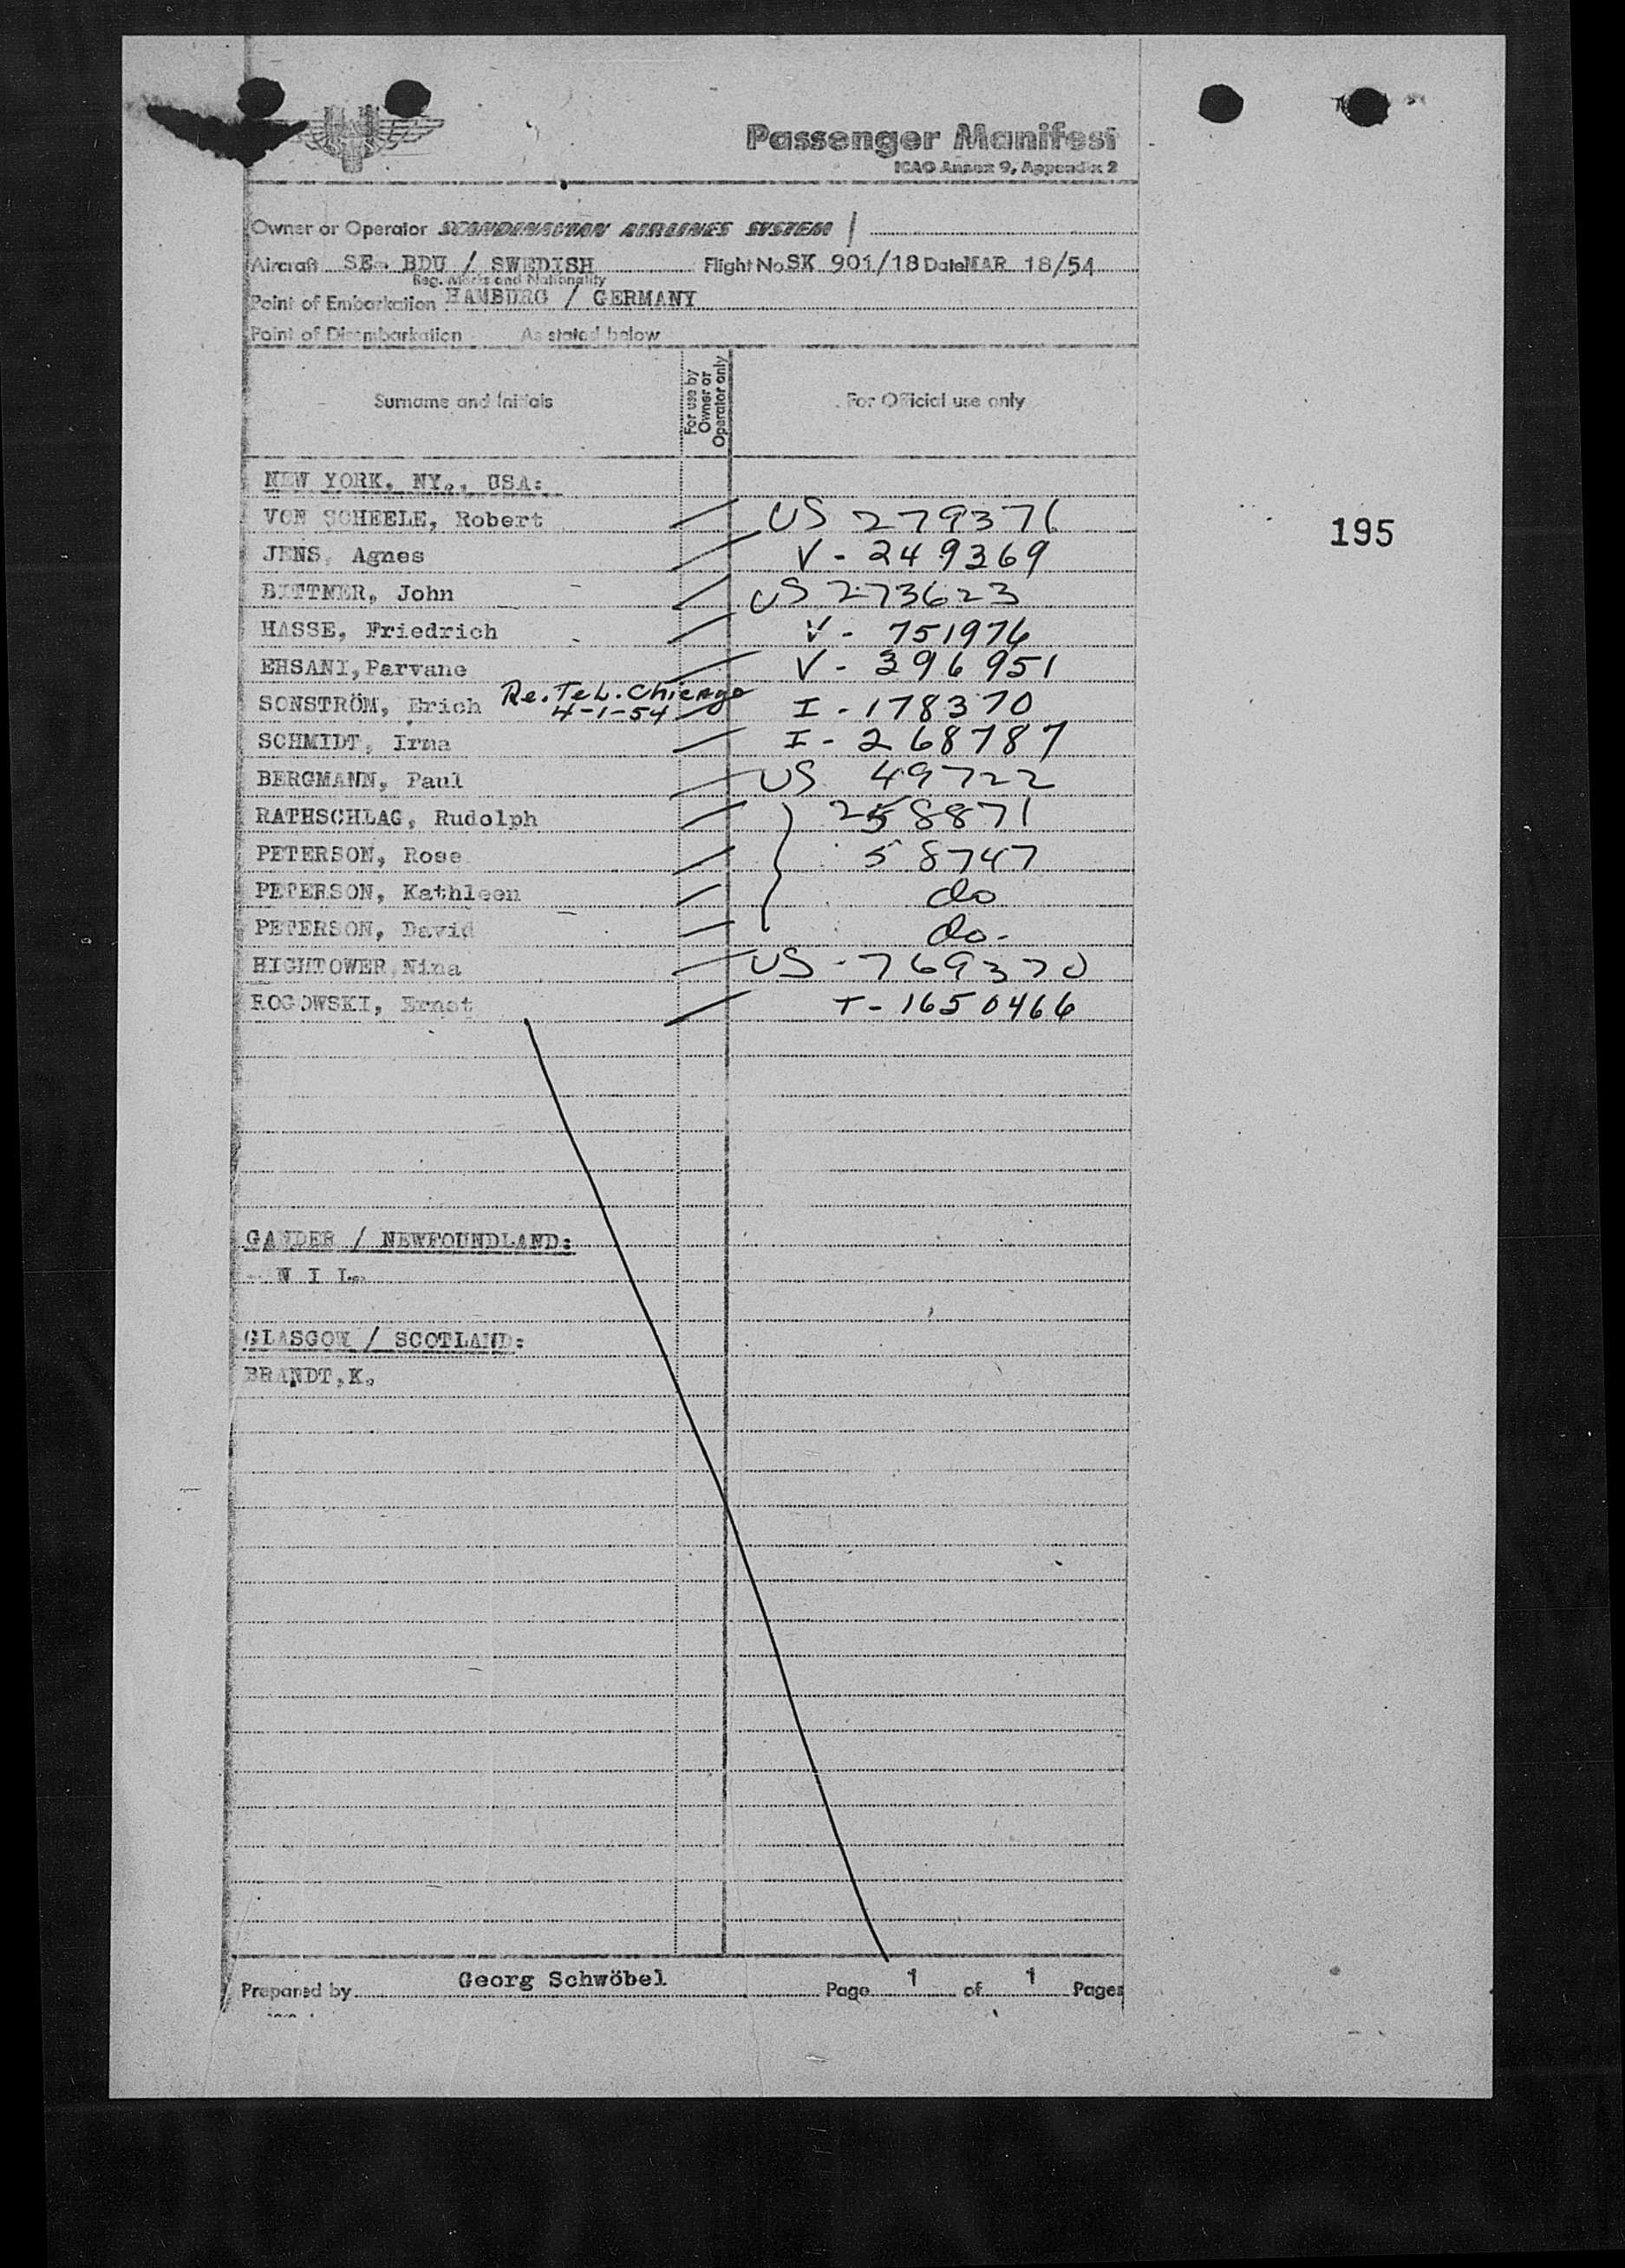 Passenger Manifest
ICAO Annex 9, Appendix 2
Owner or Operator SCANDINAVIAN AIRLINES SYSTEM /
Aircraft SE- BDU / SWEDISH Flight No. SK 901/18 Date MAR 18/54
Reg. Marks and Nationality
Point of Embarkation HAMBURG / GERMANY
Point of Disembarkation As stated below
Surname and Initials For use by Owner or Operator only For Official use only
NEW YORK, NY., USA:
VON SCHEELE, Robert US 279371
195
JENS, Agnes V - 249369
BITTNER, John US 273623
HASSE, Friedrich V - 751976
EHSANI, Parvane V - 396951
SONSTRÖM, Erich Re. Tel. Chicago 4-1-54 I - 178370
SCHMIDT, Irma I - 268787
BERGMANN, Paul US 49722
RATHSCHLAG, Rudolph 258871
PETERSON, Rose 58747
PETERSON, Kathleen do
PETERSON, David do-
HIGHTOWER, Nina US - 769370
ROGOWSKI, Ernst T - 1650466
GANDER / NEWFOUNDLAND:
- N I L-
GLASGOW / SCOTLAND:
BRANDT, K.
Prepared by Georg Schwöbel Page 1 of 1 Pages